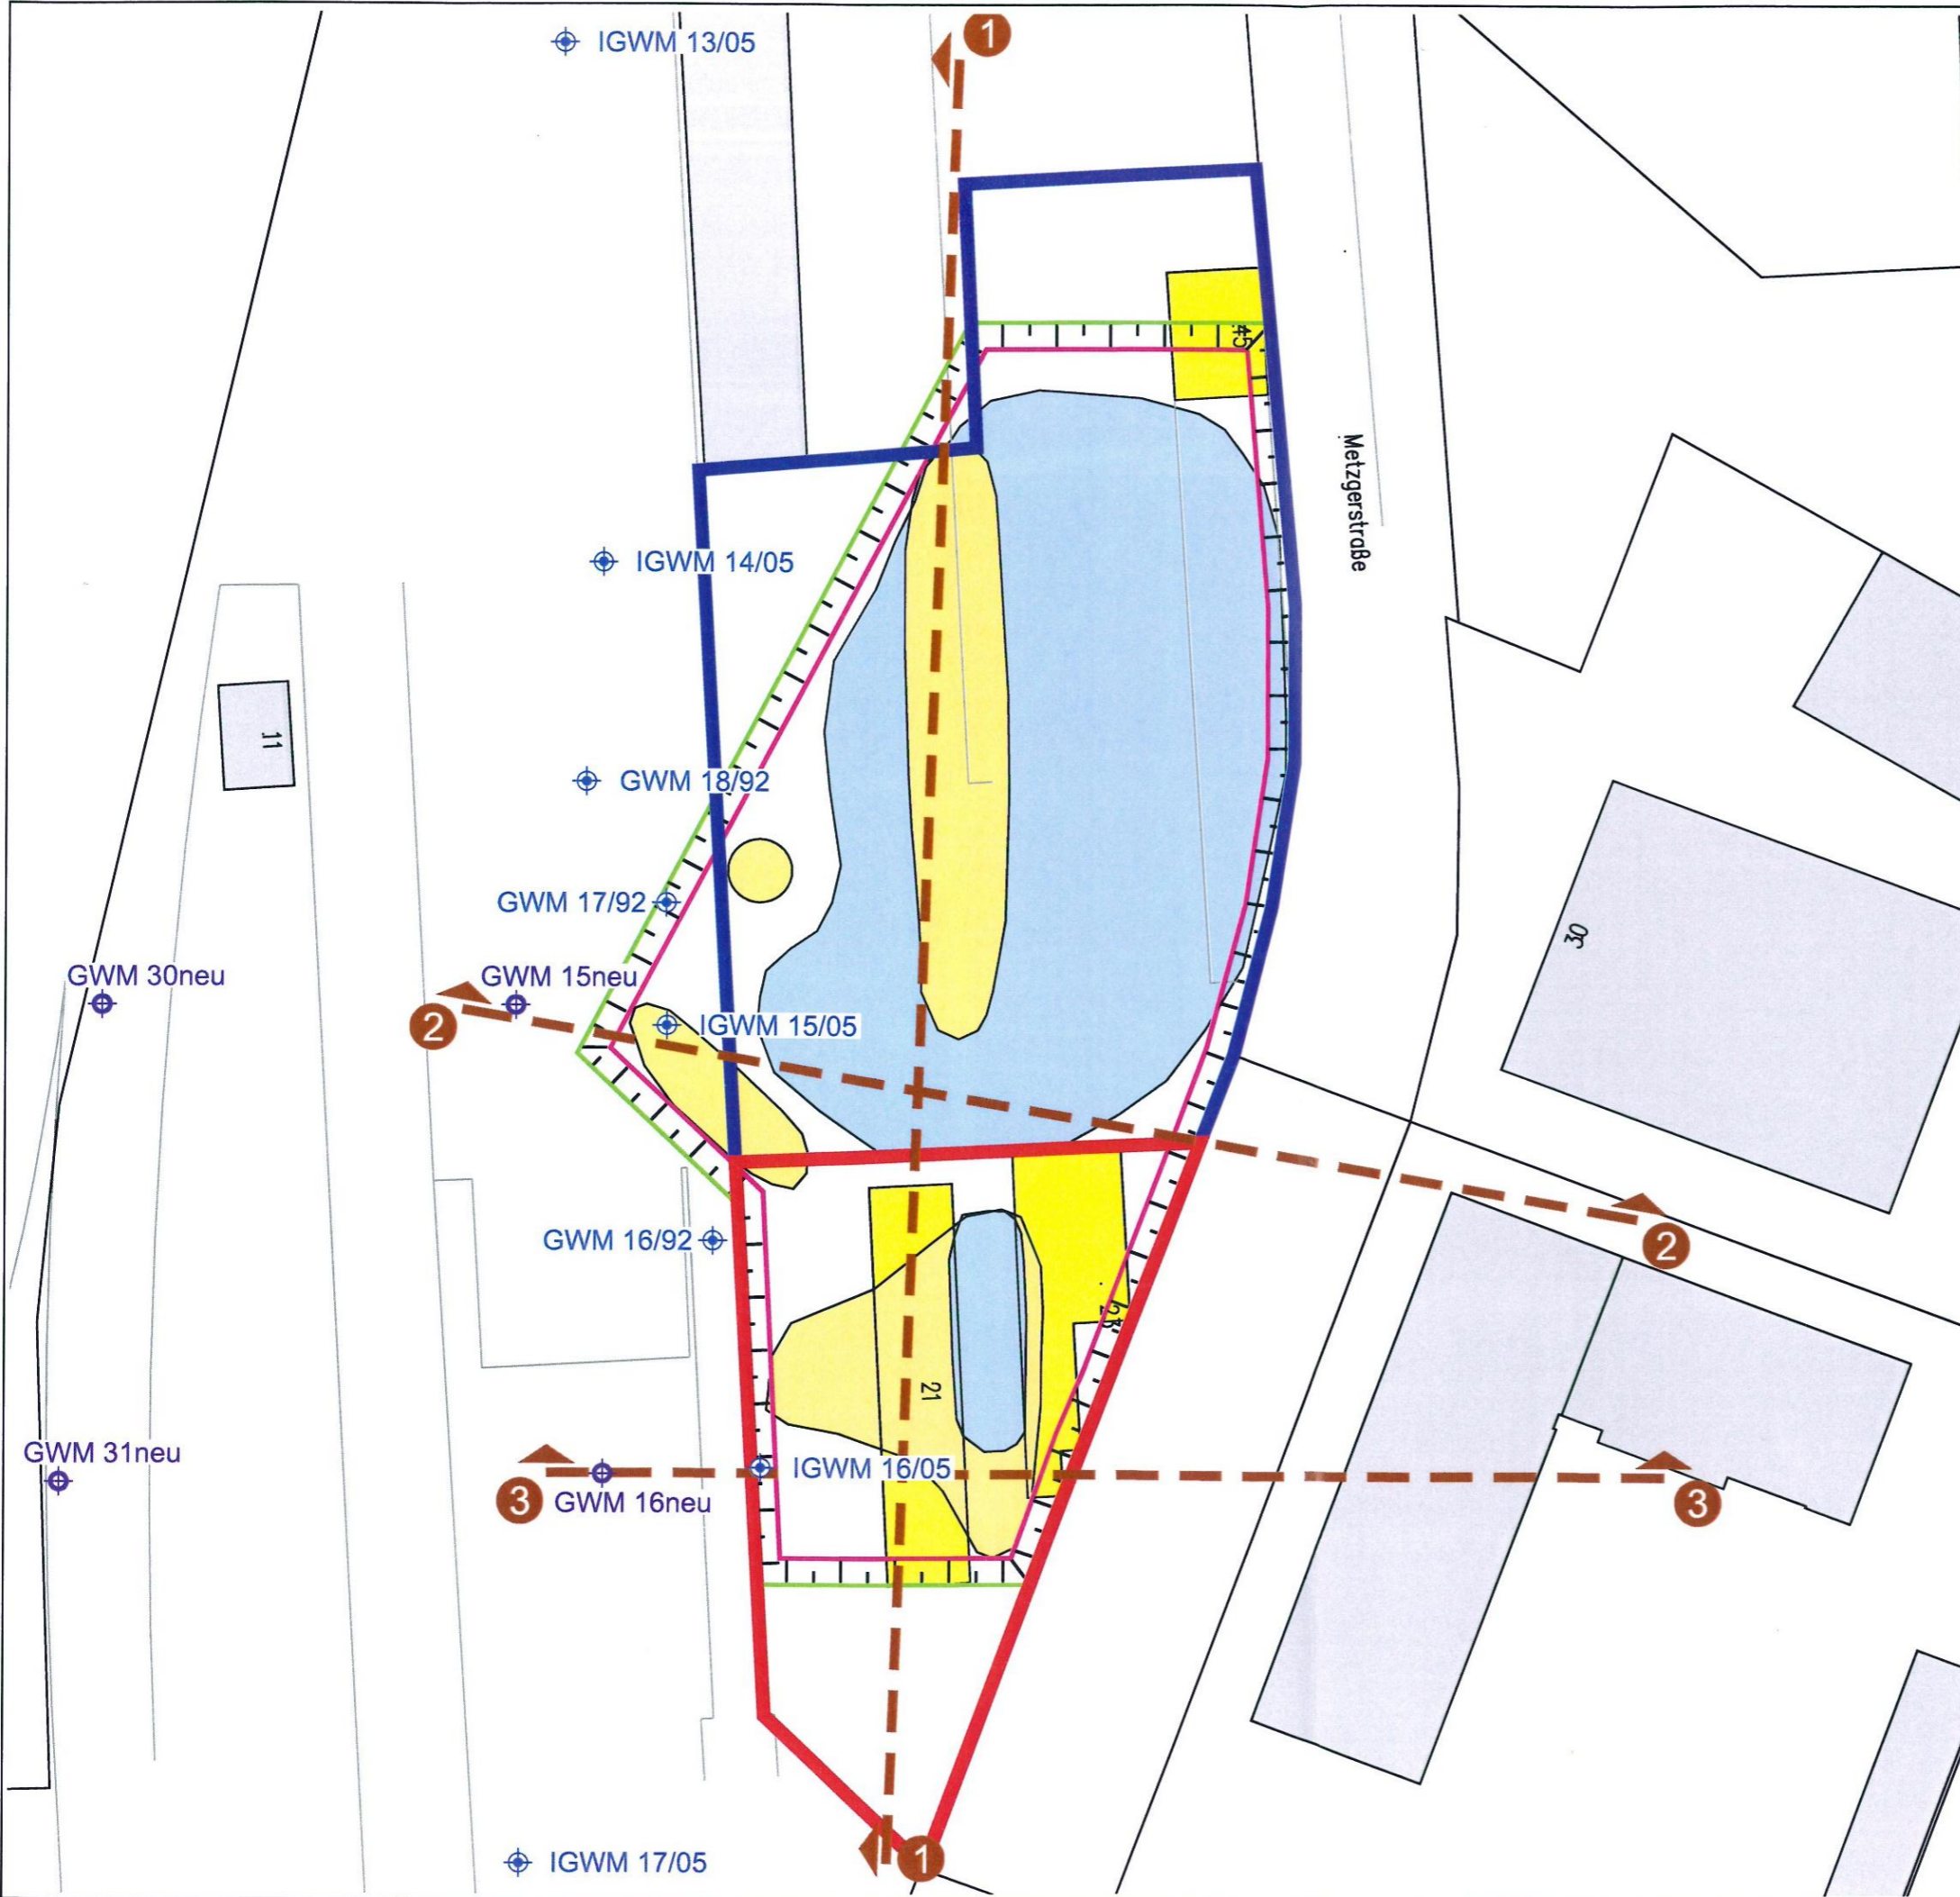 1
IGWM 13/05
45
Metzgerstraße
IGWM 14/05
11
GWM 18/92
GWM 17/92
30
GWM 30neu
GWM 15neu
2
IGWM 15/05
GWM 16/92
2
21
GWM 31neu
IGWM 16/05
3
GWM 16neu
3
1
IGWM 17/05